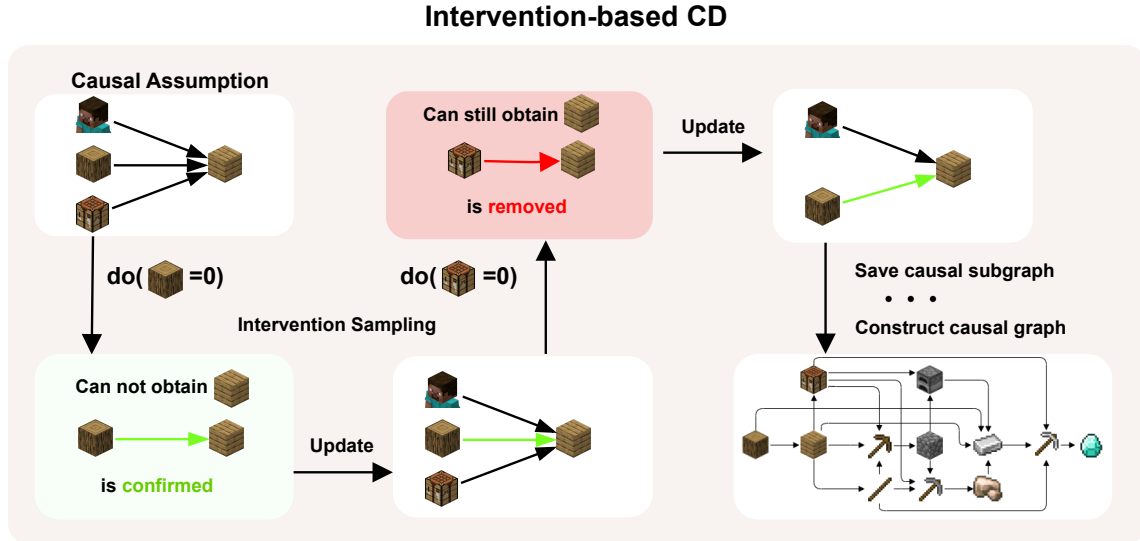 Intervention-based CD
Causal Assumption
do( =0)
Can not obtain
is confirmed
Update
Intervention Sampling
do( =0)
Can still obtain
is removed
Update
Save causal subgraph
. . .
Construct causal graph